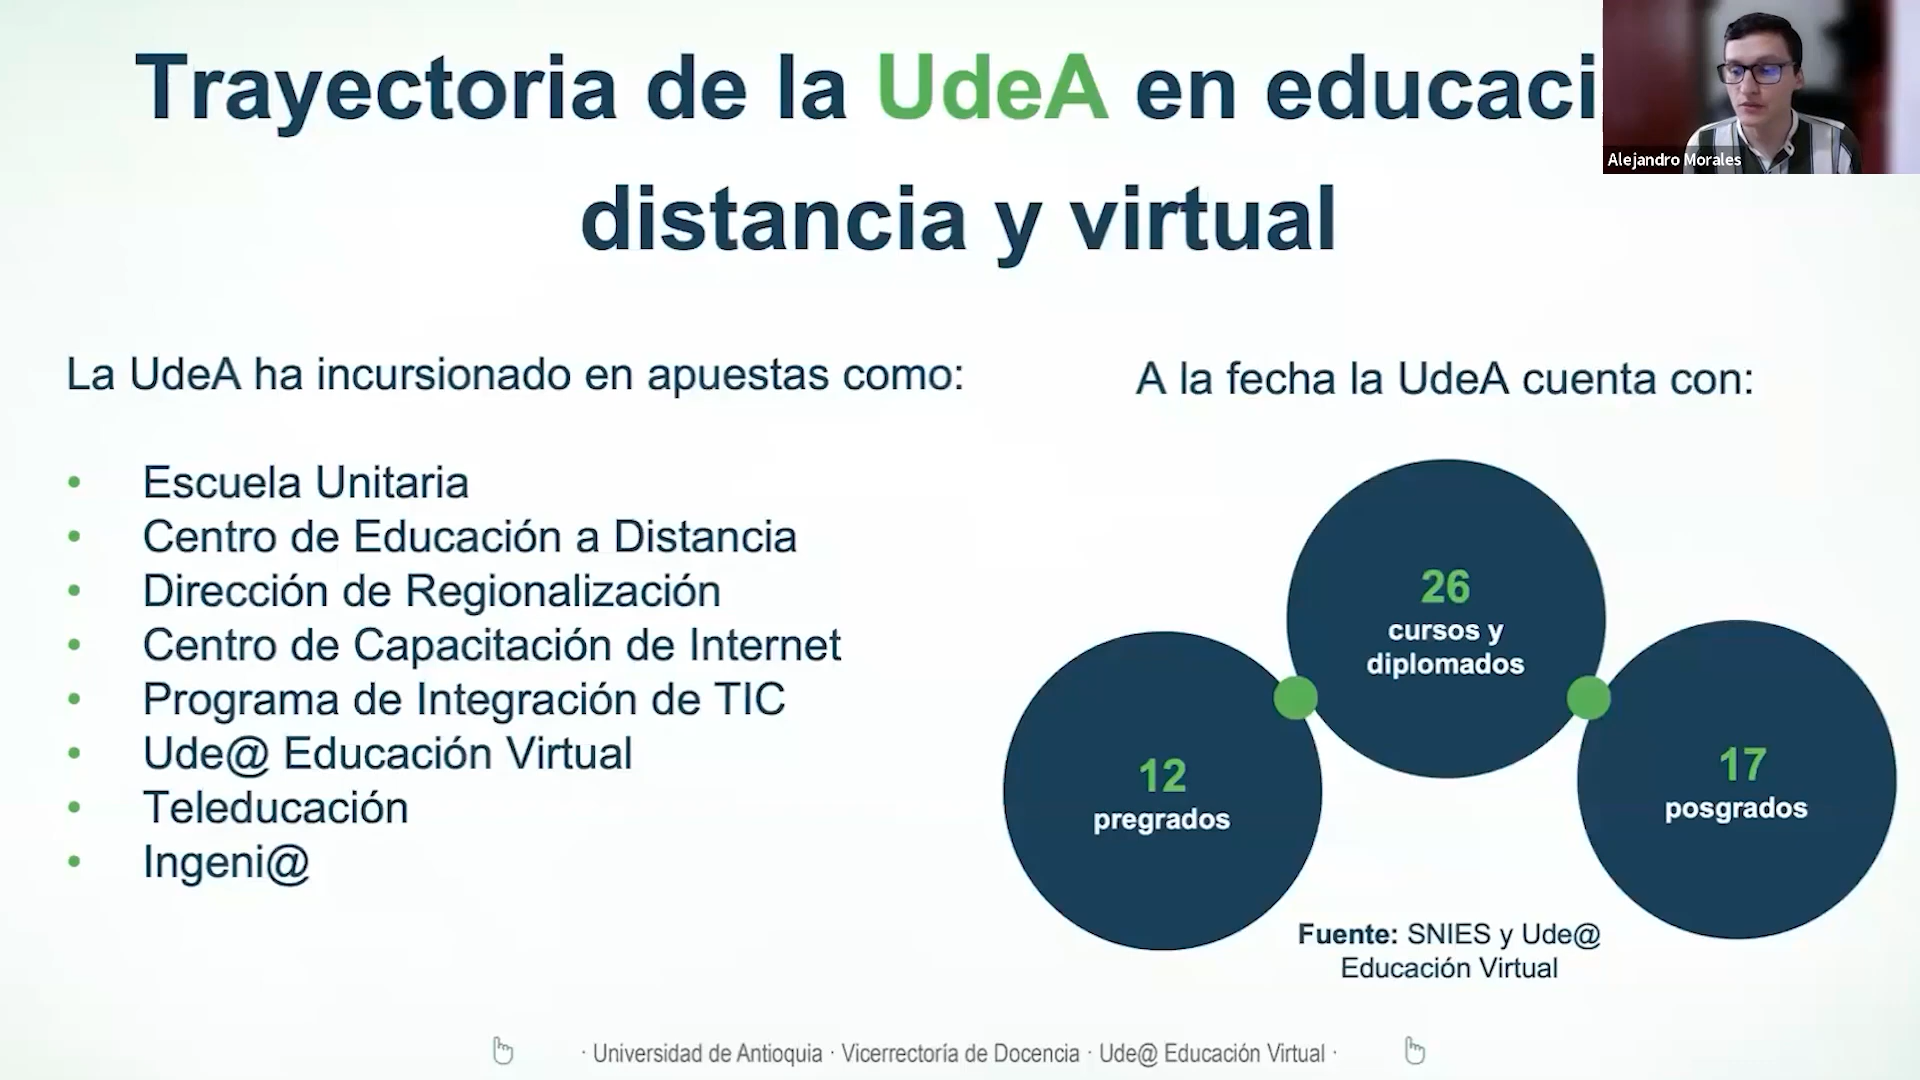 Trayectoria de la UdeA en educaci
distancia y virtual
Alejandro Morales
La UdeA ha incursionado en apuestas como:
• Escuela Unitaria
• Centro de Educación a Distancia
• Dirección de Regionalización
• Centro de Capacitación de Internet
• Programa de Integración de TIC
• Ude@ Educación Virtual
• Teleducación
• Ingeni@
A la fecha la UdeA cuenta con:
26
cursos y
diplomados
12
pregrados
17
posgrados
Fuente: SNIES y Ude@
Educación Virtual
· Universidad de Antioquia · Vicerrectoría de Docencia · Ude@ Educación Virtual ·